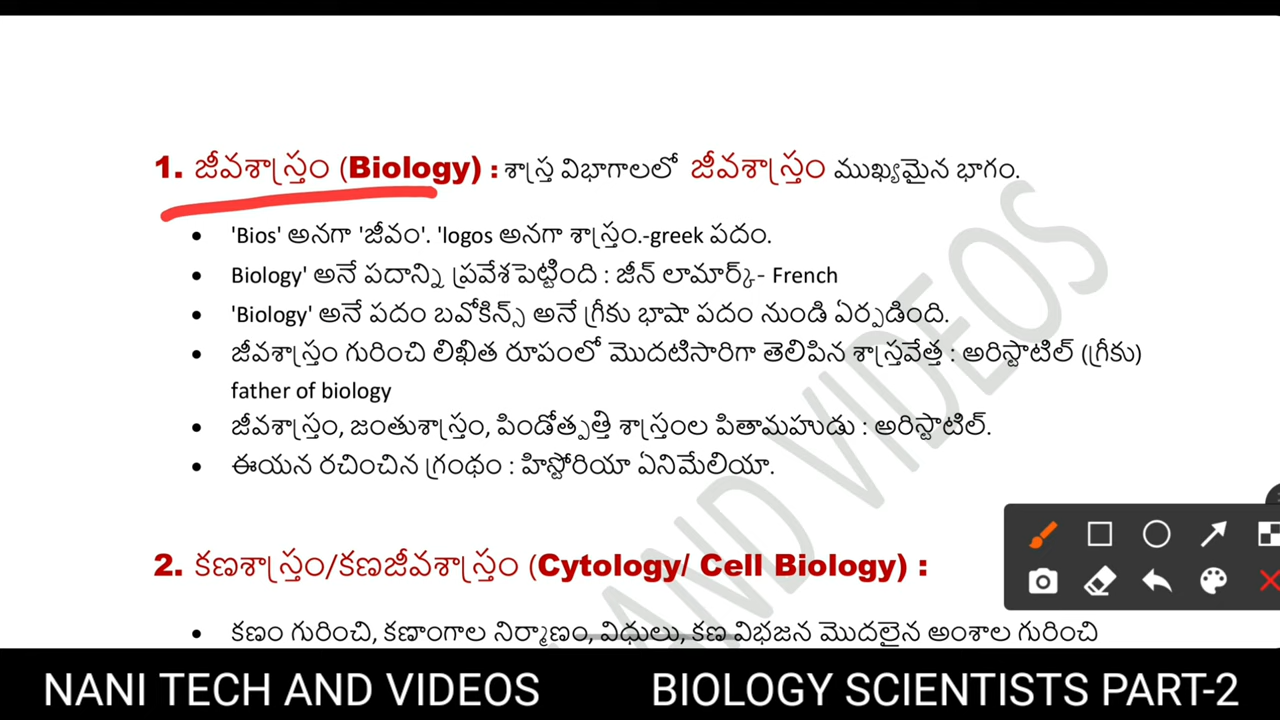 1. జీవశాస్త్రం (Biology) : శాస్త్ర విభాగాలలో జీవశాస్త్రం ముఖ్యమైన భాగం.
• 'Bios' అనగా 'జీవం'. 'logos అనగా శాస్త్రం.-greek పదం.
• Biology' అనే పదాన్ని ప్రవేశపెట్టింది : జీన్ లామార్క్- French
• 'Biology' అనే పదం బవోకిన్స్ అనే గ్రీకు భాషా పదం నుండి ఏర్పడింది.
• జీవశాస్త్రం గురించి లిఖిత రూపంలో మొదటిసారిగా తెలిపిన శాస్త్రవేత్త : అరిస్టాటిల్ (గ్రీకు)
father of biology
• జీవశాస్త్రం, జంతుశాస్త్రం, పిండోత్పత్తి శాస్త్రంల పితామహుడు : అరిస్టాటిల్.
• ఈయన రచించిన గ్రంథం : హిస్టోరియా ఏనిమేలియా.
2. కణశాస్త్రం/కణజీవశాస్త్రం (Cytology/ Cell Biology) :
• కణం గురించి, కణాంగాల నిర్మాణం, విధులు, కణ విభజన మొదలైన అంశాల గురించి
AND VIDEOS
NANI TECH AND VIDEOS BIOLOGY SCIENTISTS PART-2